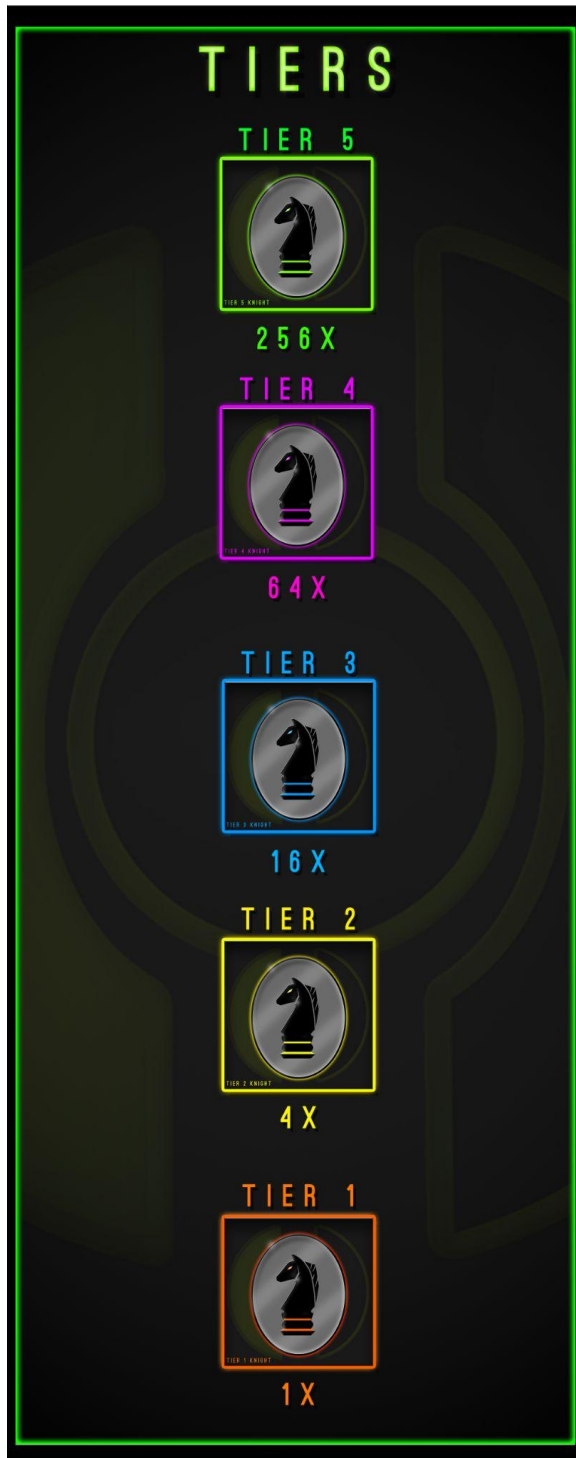 TIERS
TIER 5
TIER 5 KNIGHT
256X
TIER 4
TIER 4 KNIGHT
64X
TIER 3
TIER 3 KNIGHT
16X
TIER 2
TIER 2 KNIGHT
4X
TIER 1
TIER 1 KNIGHT
1X